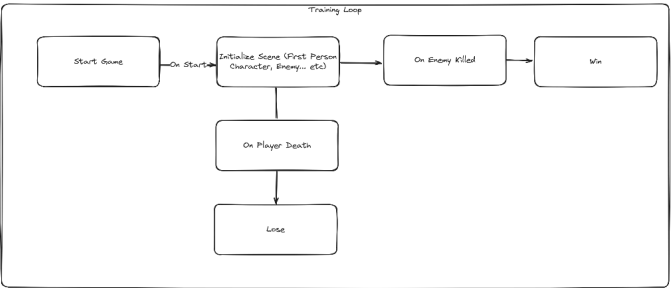 Training Loop
Start Game
On Start
Initialize Scene (First Person
Character, Enemy... etc)
On Enemy Killed
Win
On Player Death
Lose